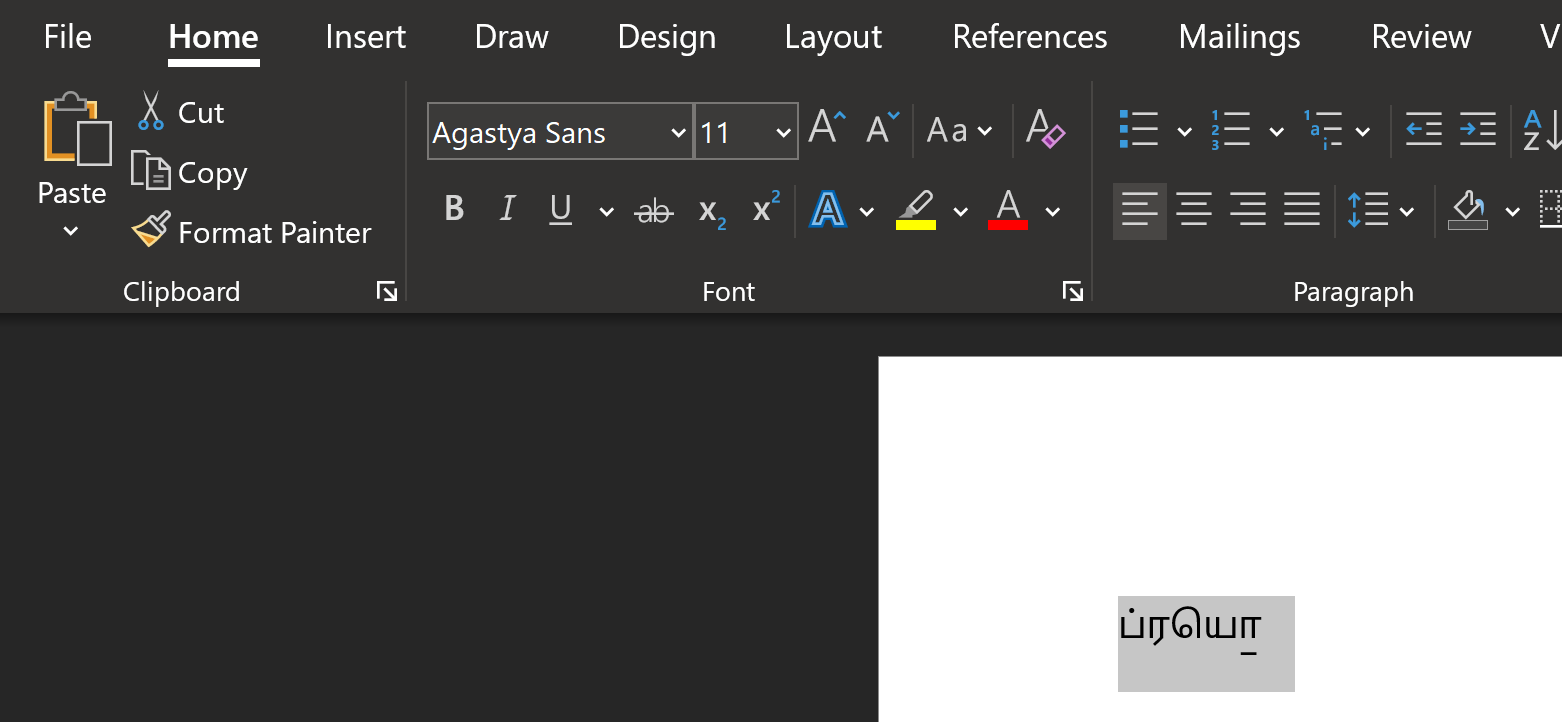 File Home Insert Draw Design Layout References Mailings Review V
Cut
Copy
Paste
Format Painter
Clipboard
Agastya Sans 11
Font
Paragraph
ப்ரயொ̱